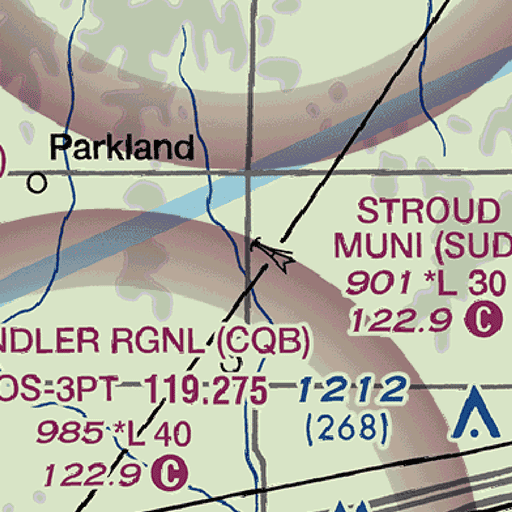 Parkland
STROUD
MUNI (SUD
901 *L 30
122.9 C
NDLER RGNL (CQB)
OS-3PT 119.275
985 *L 40
122.9 C
1212
(268)